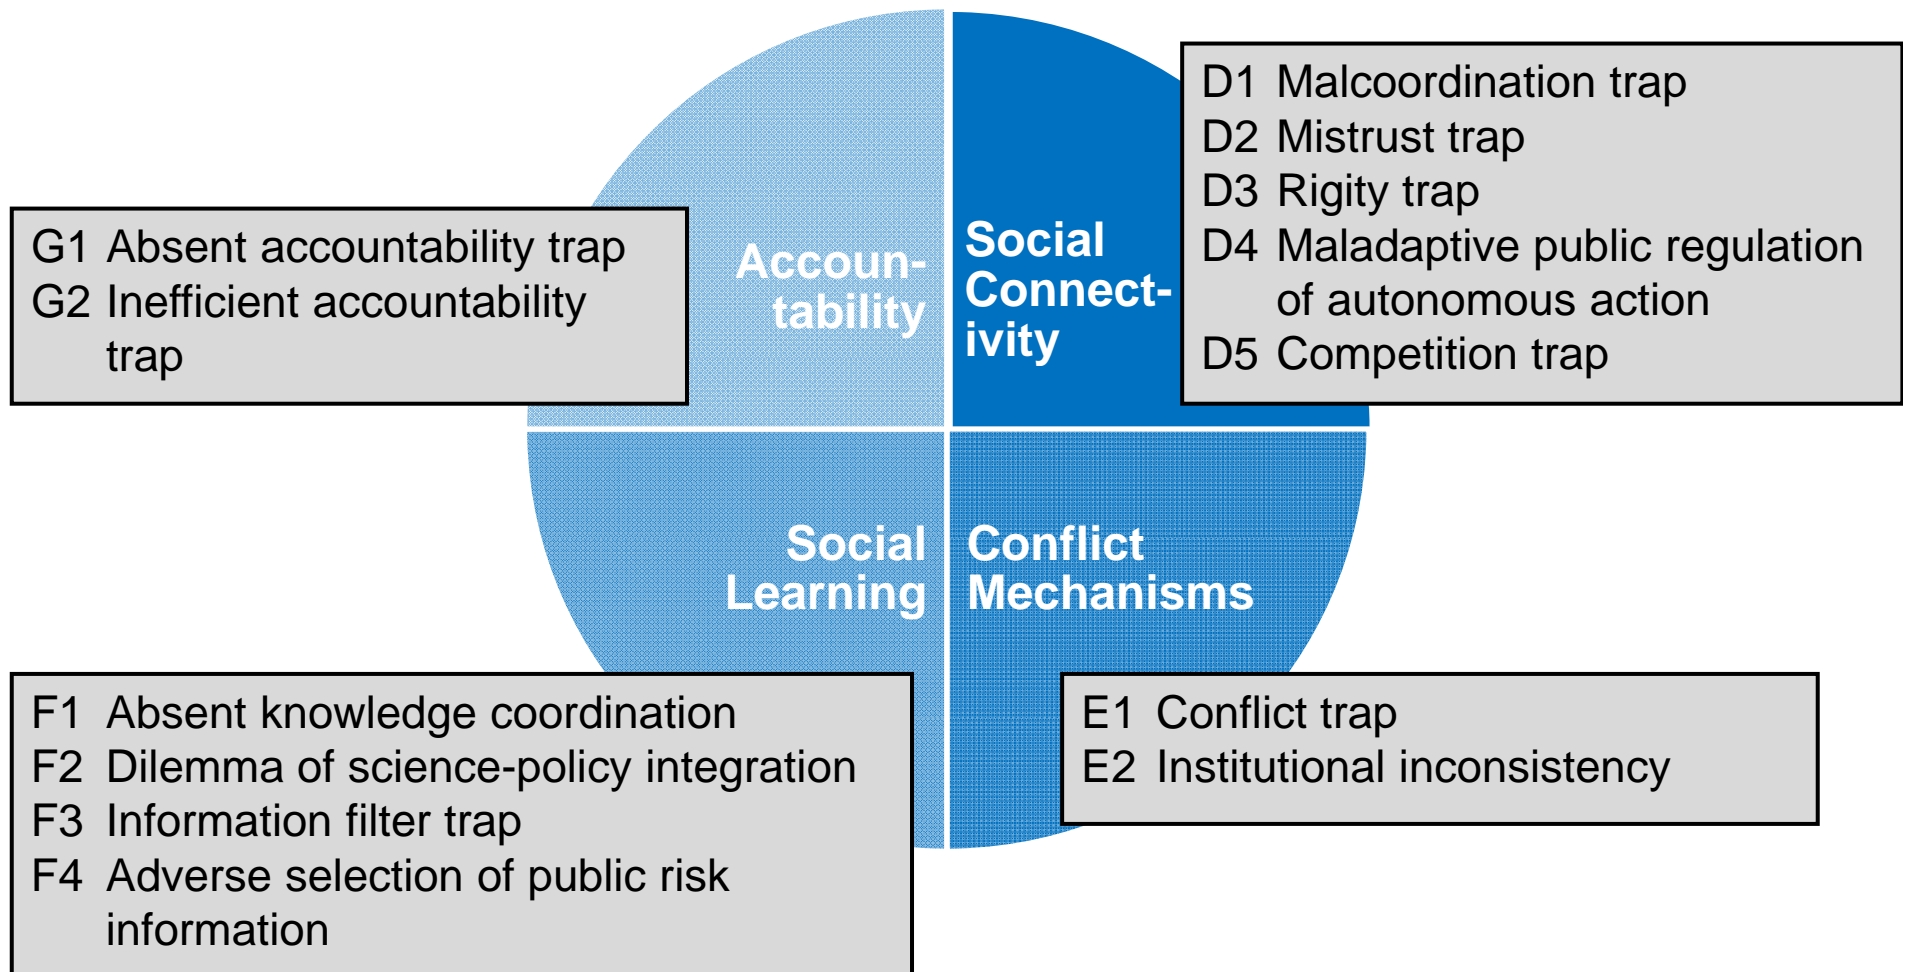 Accoun-
tability
Social
Connect-
ivity
Social
Learning
Conflict
Mechanisms
G1 Absent accountability trap
G2 Inefficient accountability
trap
D1 Malcoordination trap
D2 Mistrust trap
D3 Rigity trap
D4 Maladaptive public regulation
of autonomous action
D5 Competition trap
F1 Absent knowledge coordination
F2 Dilemma of science-policy integration
F3 Information filter trap
F4 Adverse selection of public risk
information
E1 Conflict trap
E2 Institutional inconsistency